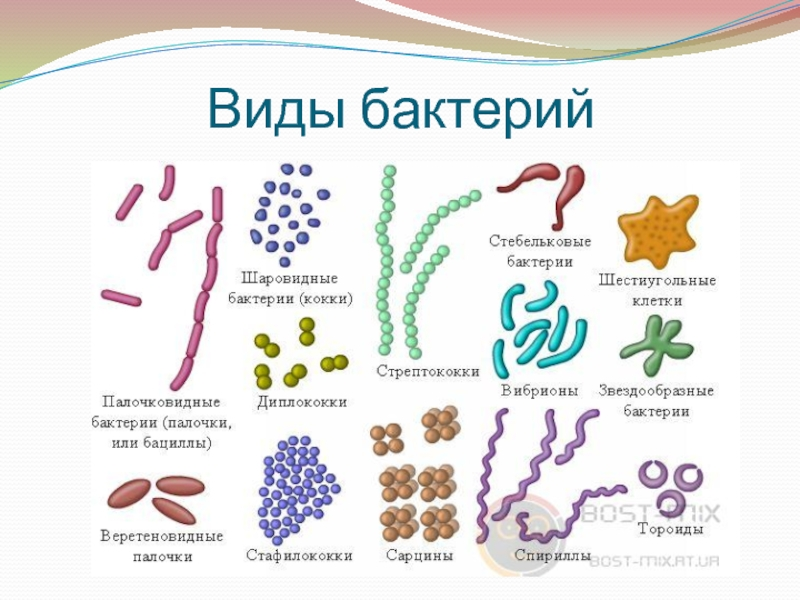 Виды бактерий
Шаровидные
бактерии (кокки)
Стебельковые
бактерии
Шестиугольные
клетки
Стрептококки
Палочковидные
бактерии (палочки,
или бациллы)
Диплококки
Вибрионы
Звездообразные
бактерии
Веретеновидные
палочки
Стафилококки
Сарцины
Спириллы
Тороиды
BOST-MIX
BOST-MIX.AT.UA